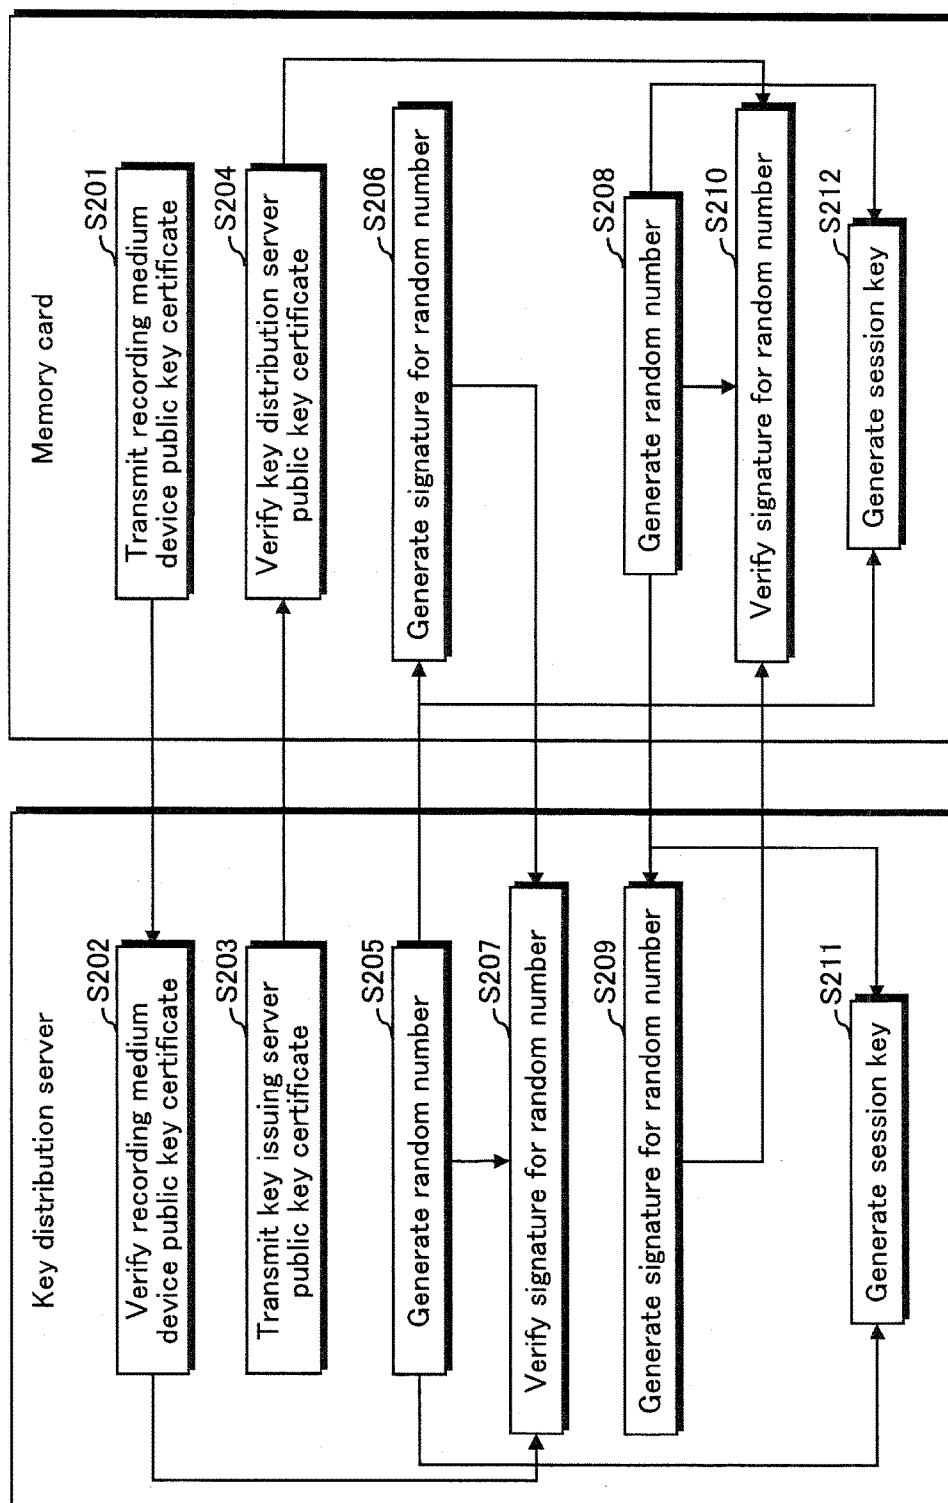 Key distribution server
Memory card
S201
Transmit recording medium
device public key certificate
S202
Verify recording medium
device public key certificate
S203
Transmit key issuing server
public key certificate
S204
Verify key distribution server
public key certificate
S205
Generate random number
S206
Generate signature for random number
S207
Verify signature for random number
S208
Generate random number
S209
Generate signature for random number
S210
Verify signature for random number
S211
Generate session key
S212
Generate session key